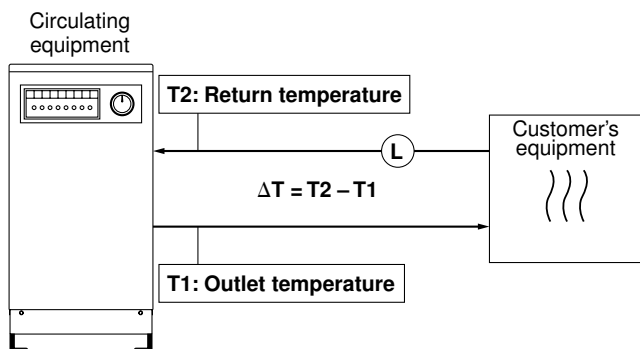 Circulating
equipment
T2: Return temperature
L
Customer's
equipment
ΔT = T2 – T1
T1: Outlet temperature